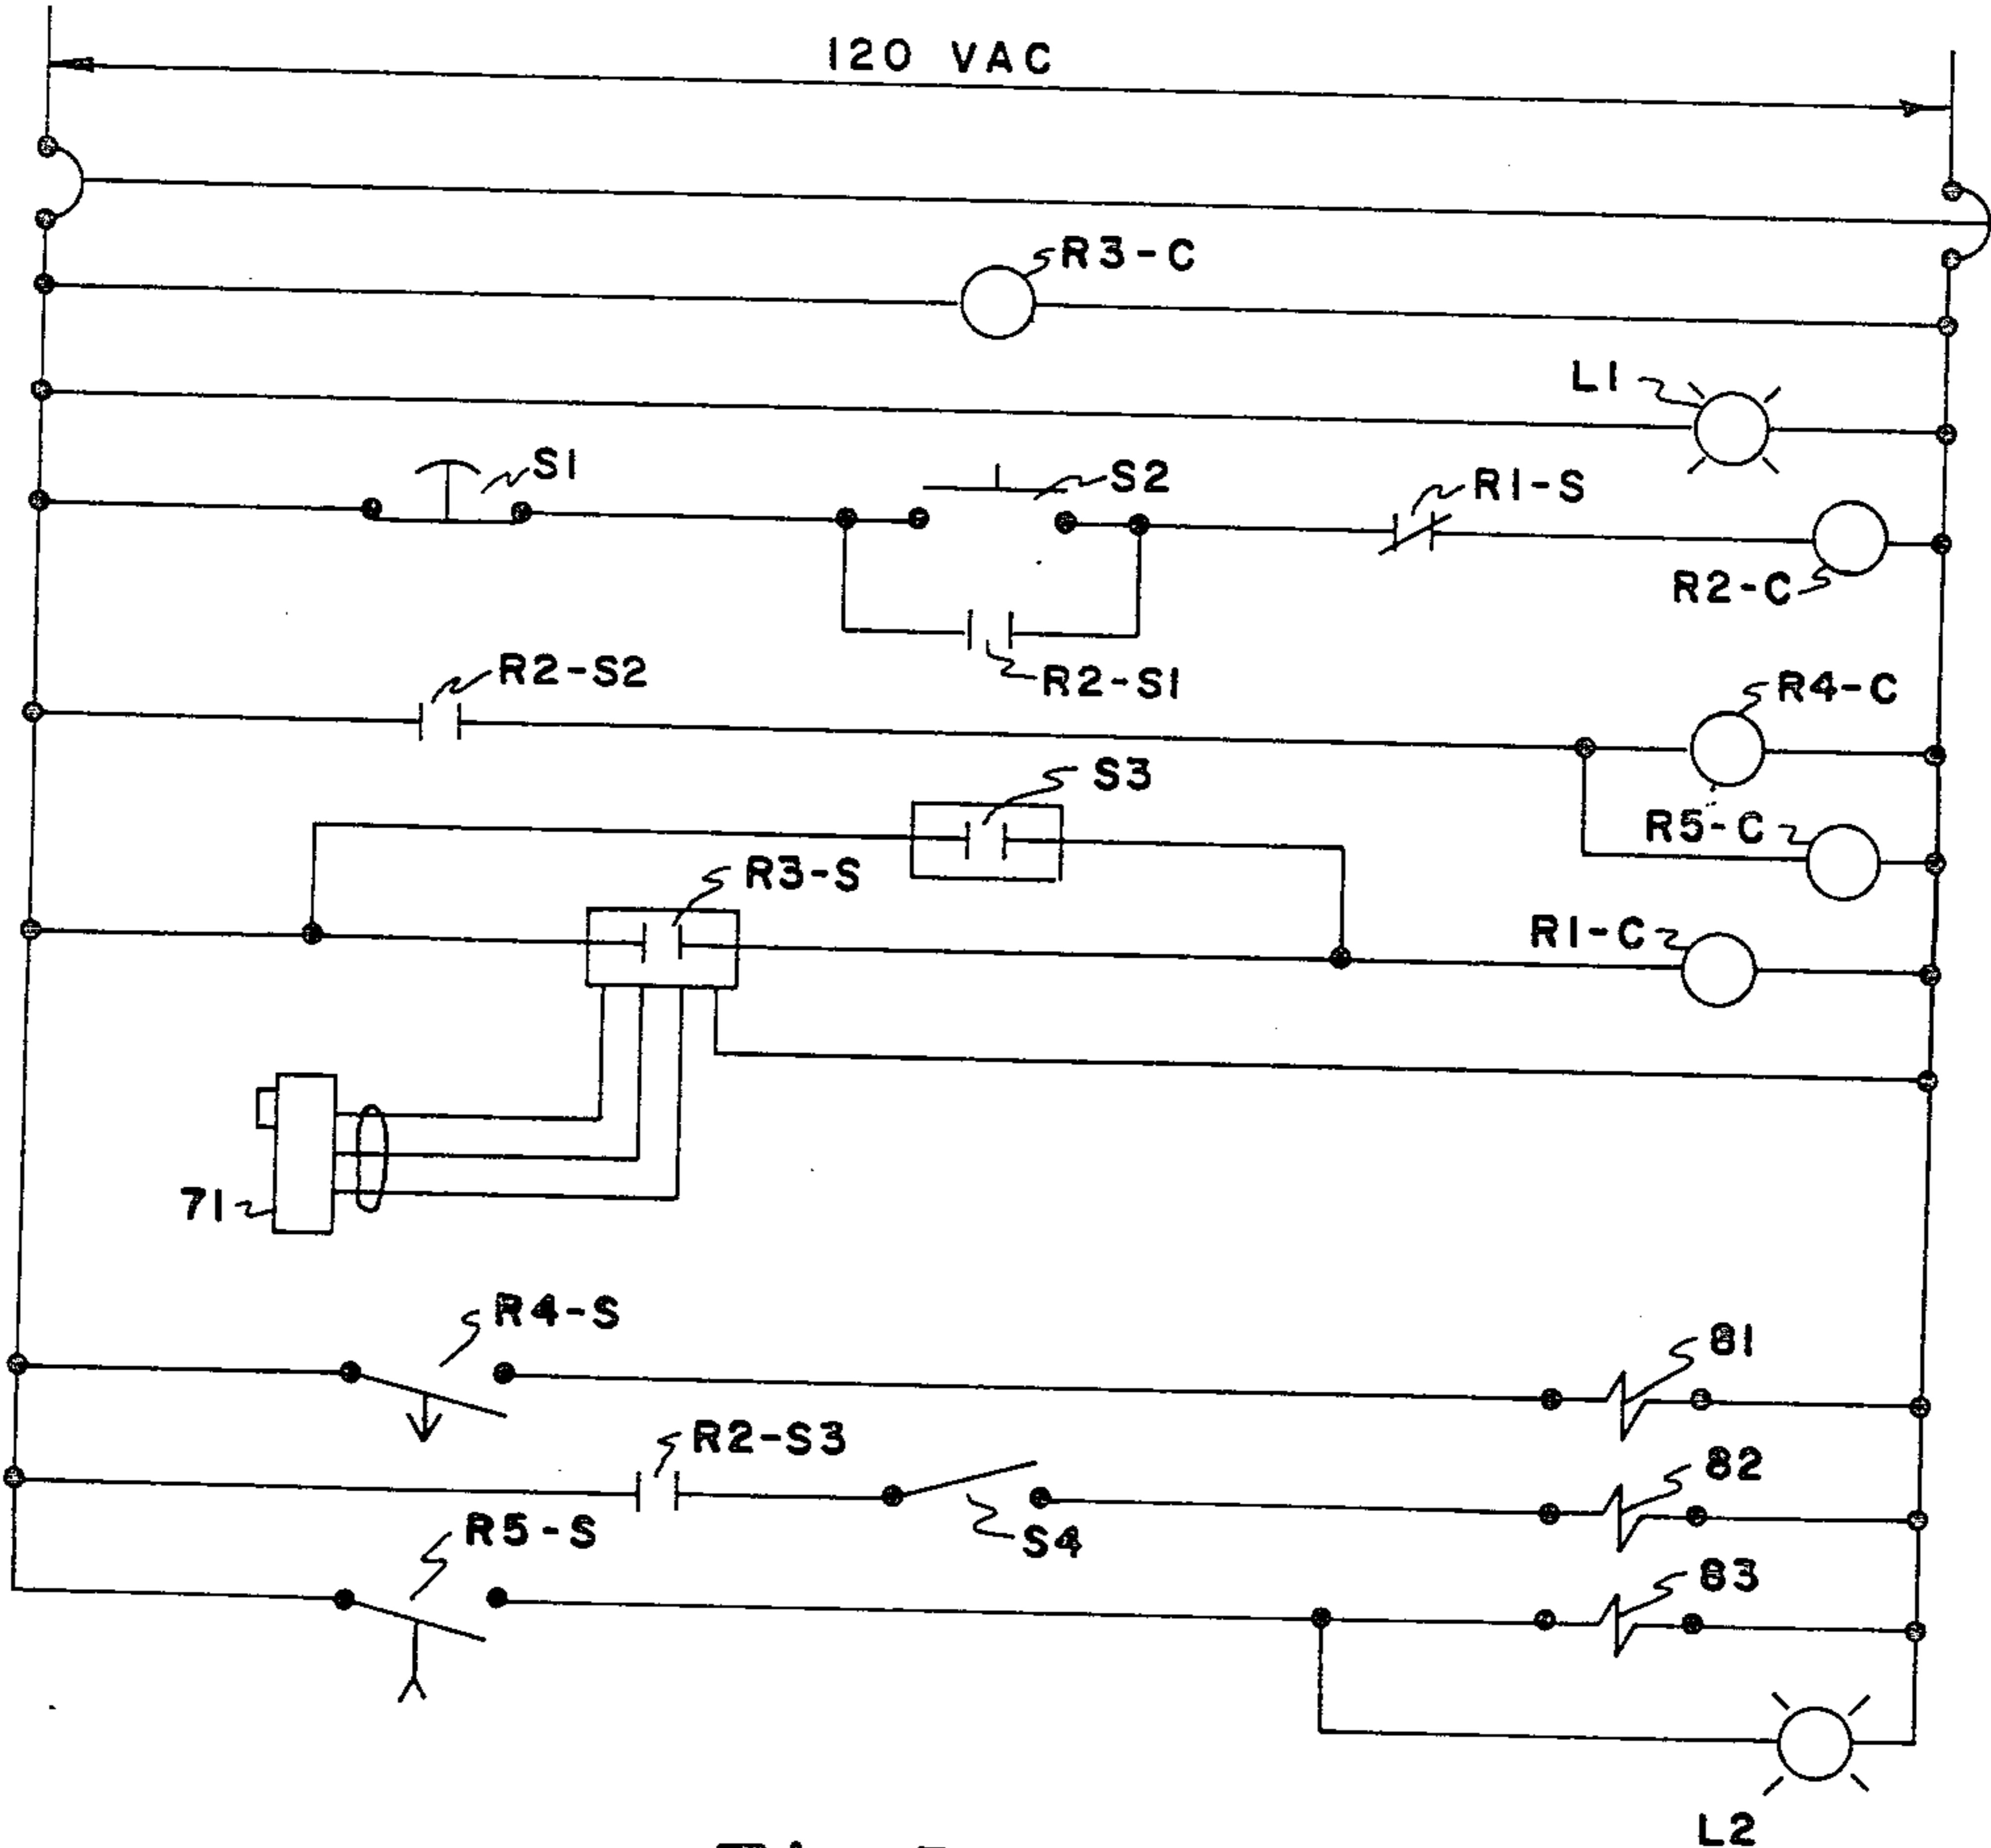 120 VAC
R3-C
L1
S1
S2
R1-S
R2-C
R2-S1
R2-S2
R4-C
S3
R5-C
R3-S
R1-C
71
R4-S
81
R2-S3
82
S4
R5-S
83
L2